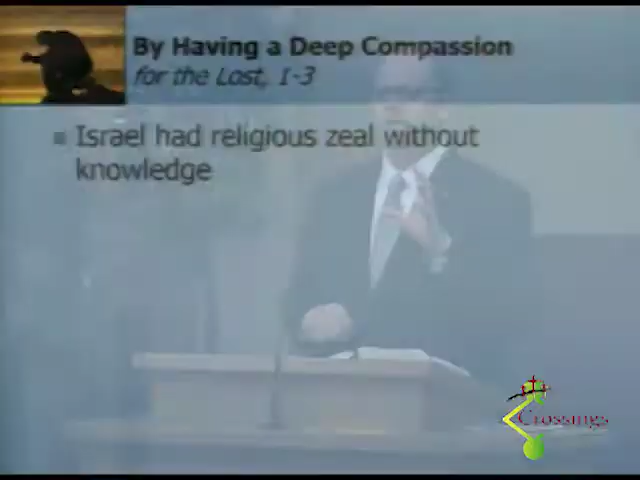 By Having a Deep Compassion
for the Lost, 1-3
Israel had religious zeal without
knowledge
Crossings